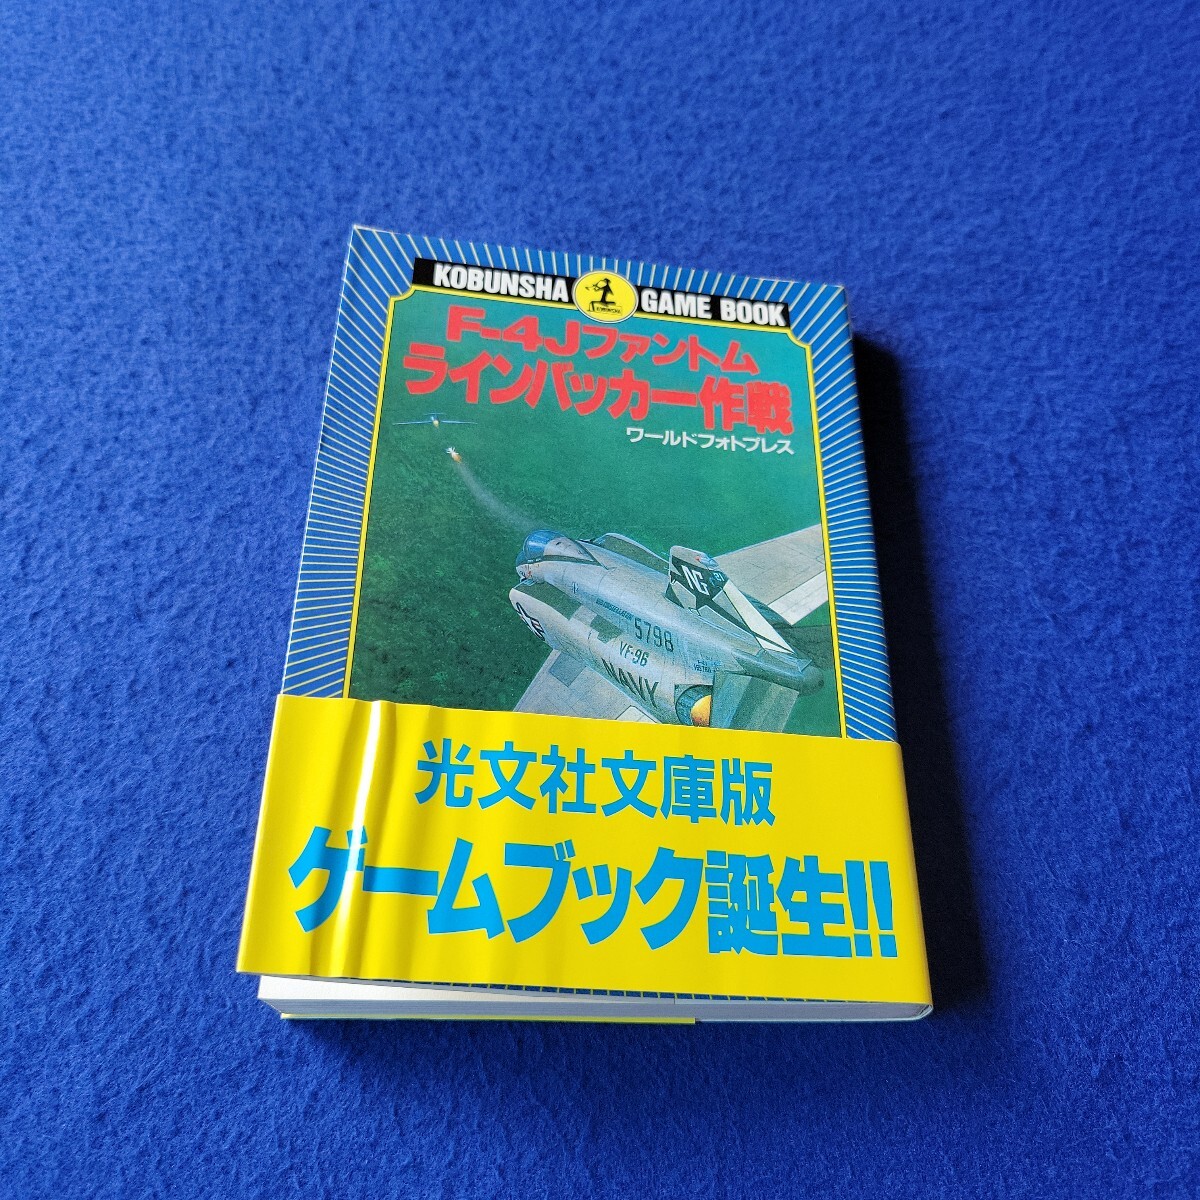 KOBUNSHA GAME BOOK
KOBUNSHA
F-4Jファントム
ラインバッカー作戦
ワールドフォトプレス
NG
5798
VF-96
NAVY
光文社文庫版
ゲームブック誕生!!